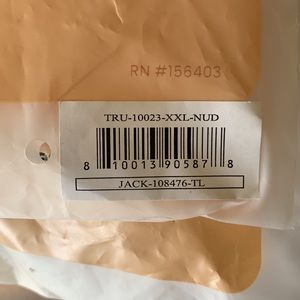 RN #156403
TRU-10023-XXL-NUD
8 10013 90587 8
JACK-108476-TL